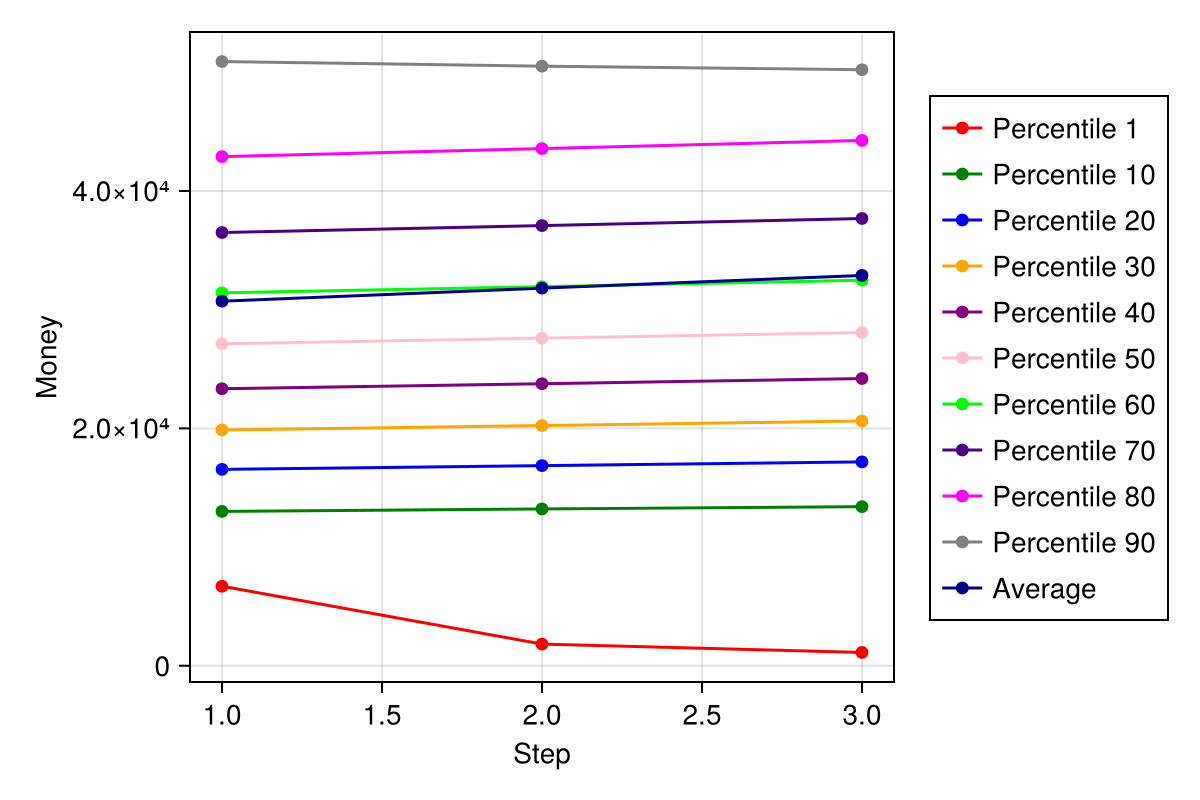 Money
4.0×10⁴
2.0×10⁴
0
1.0
1.5
2.0
2.5
3.0
Step
Percentile 1
Percentile 10
Percentile 20
Percentile 30
Percentile 40
Percentile 50
Percentile 60
Percentile 70
Percentile 80
Percentile 90
Average